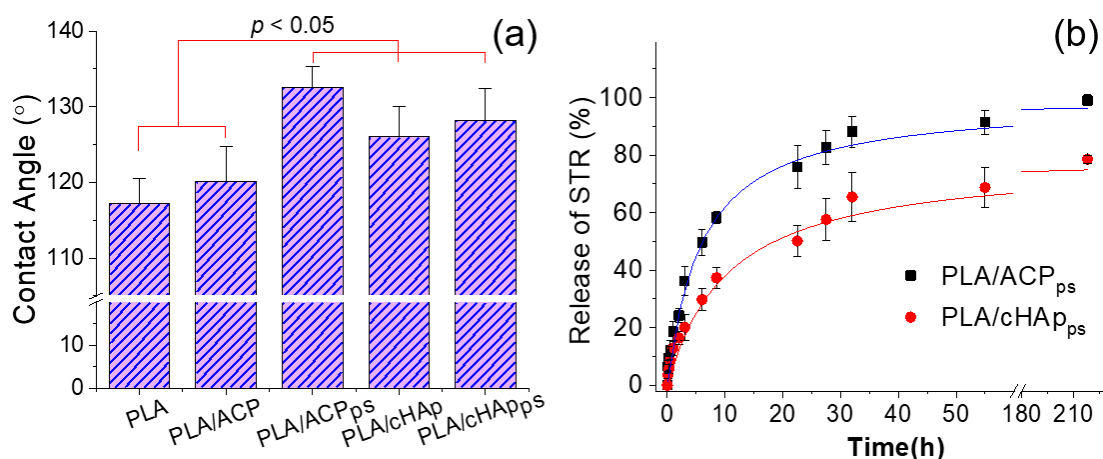 (a)
p < 0.05
Contact Angle (°)
140
130
120
110
10
0
PLA
PLA/ACP
PLA/ACPps
PLA/cHAp
PLA/cHApps
(b)
Release of STR (%)
100
80
60
40
20
0
PLA/ACPps
PLA/cHApps
0 10 20 30 40 50 180 210
Time(h)